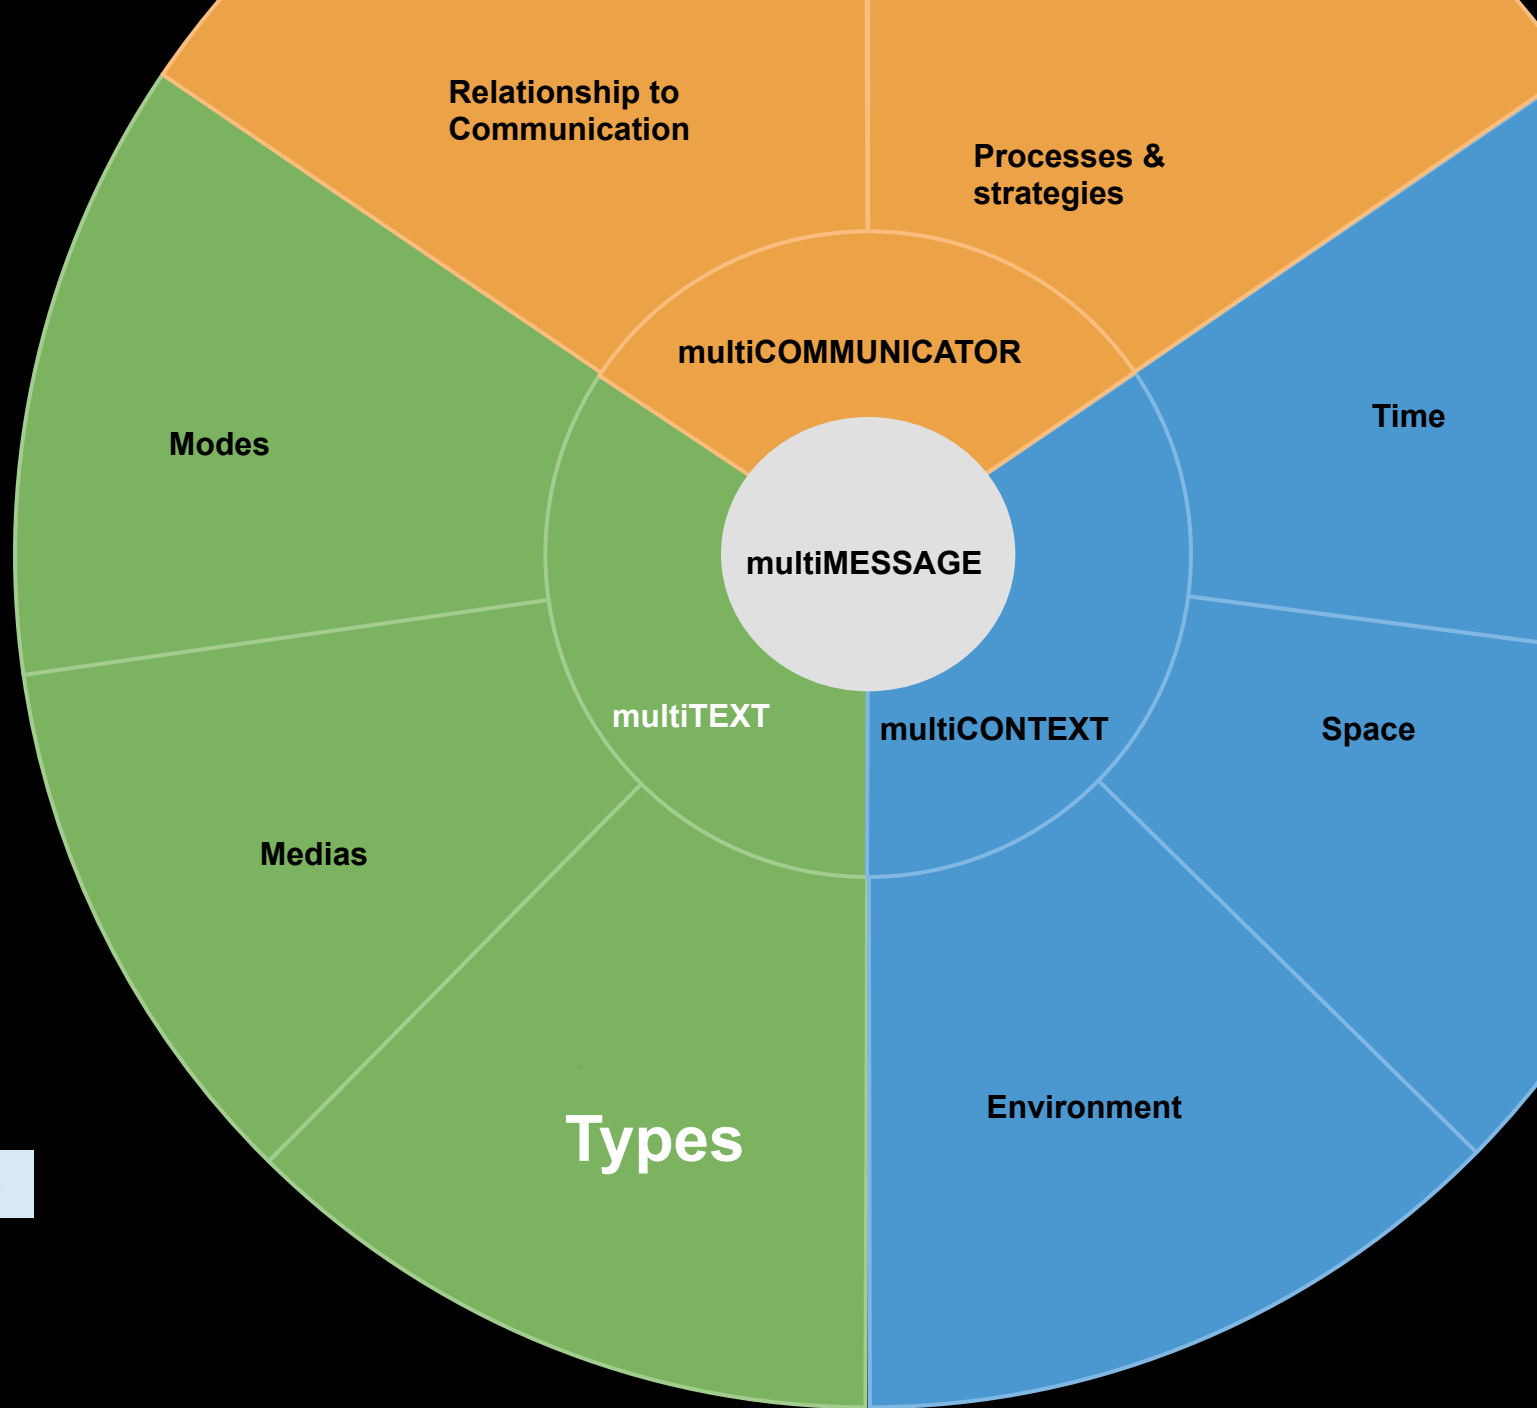 Relationship to
Communication
Processes &
strategies
multiCOMMUNICATOR
Modes
Time
multiMESSAGE
multiTEXT
multiCONTEXT
Space
Medias
Environment
Types